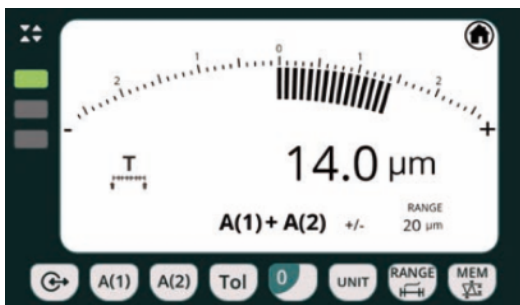 2 1 0 1 2
- +
T
14.0 µm
A(1) + A(2) +/- RANGE
20 µm
A(1) A(2) Tol 0 UNIT RANGE MEM